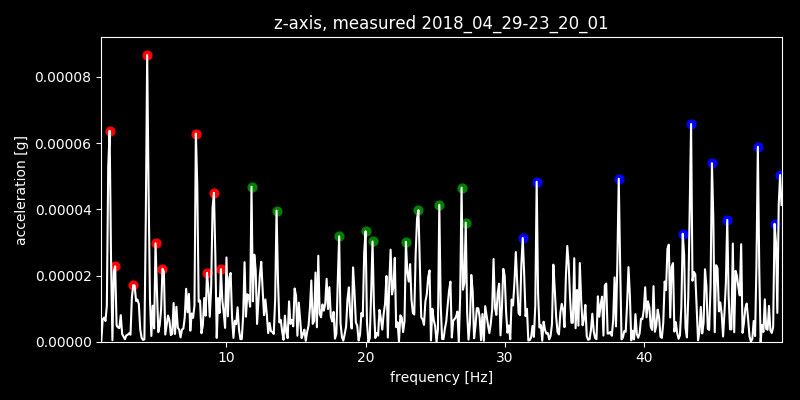 z-axis, measured 2018_04_29-23_20_01
0.00008
0.00006
0.00004
0.00002
0.00000
acceleration [g]
10 20 30 40
frequency [Hz]